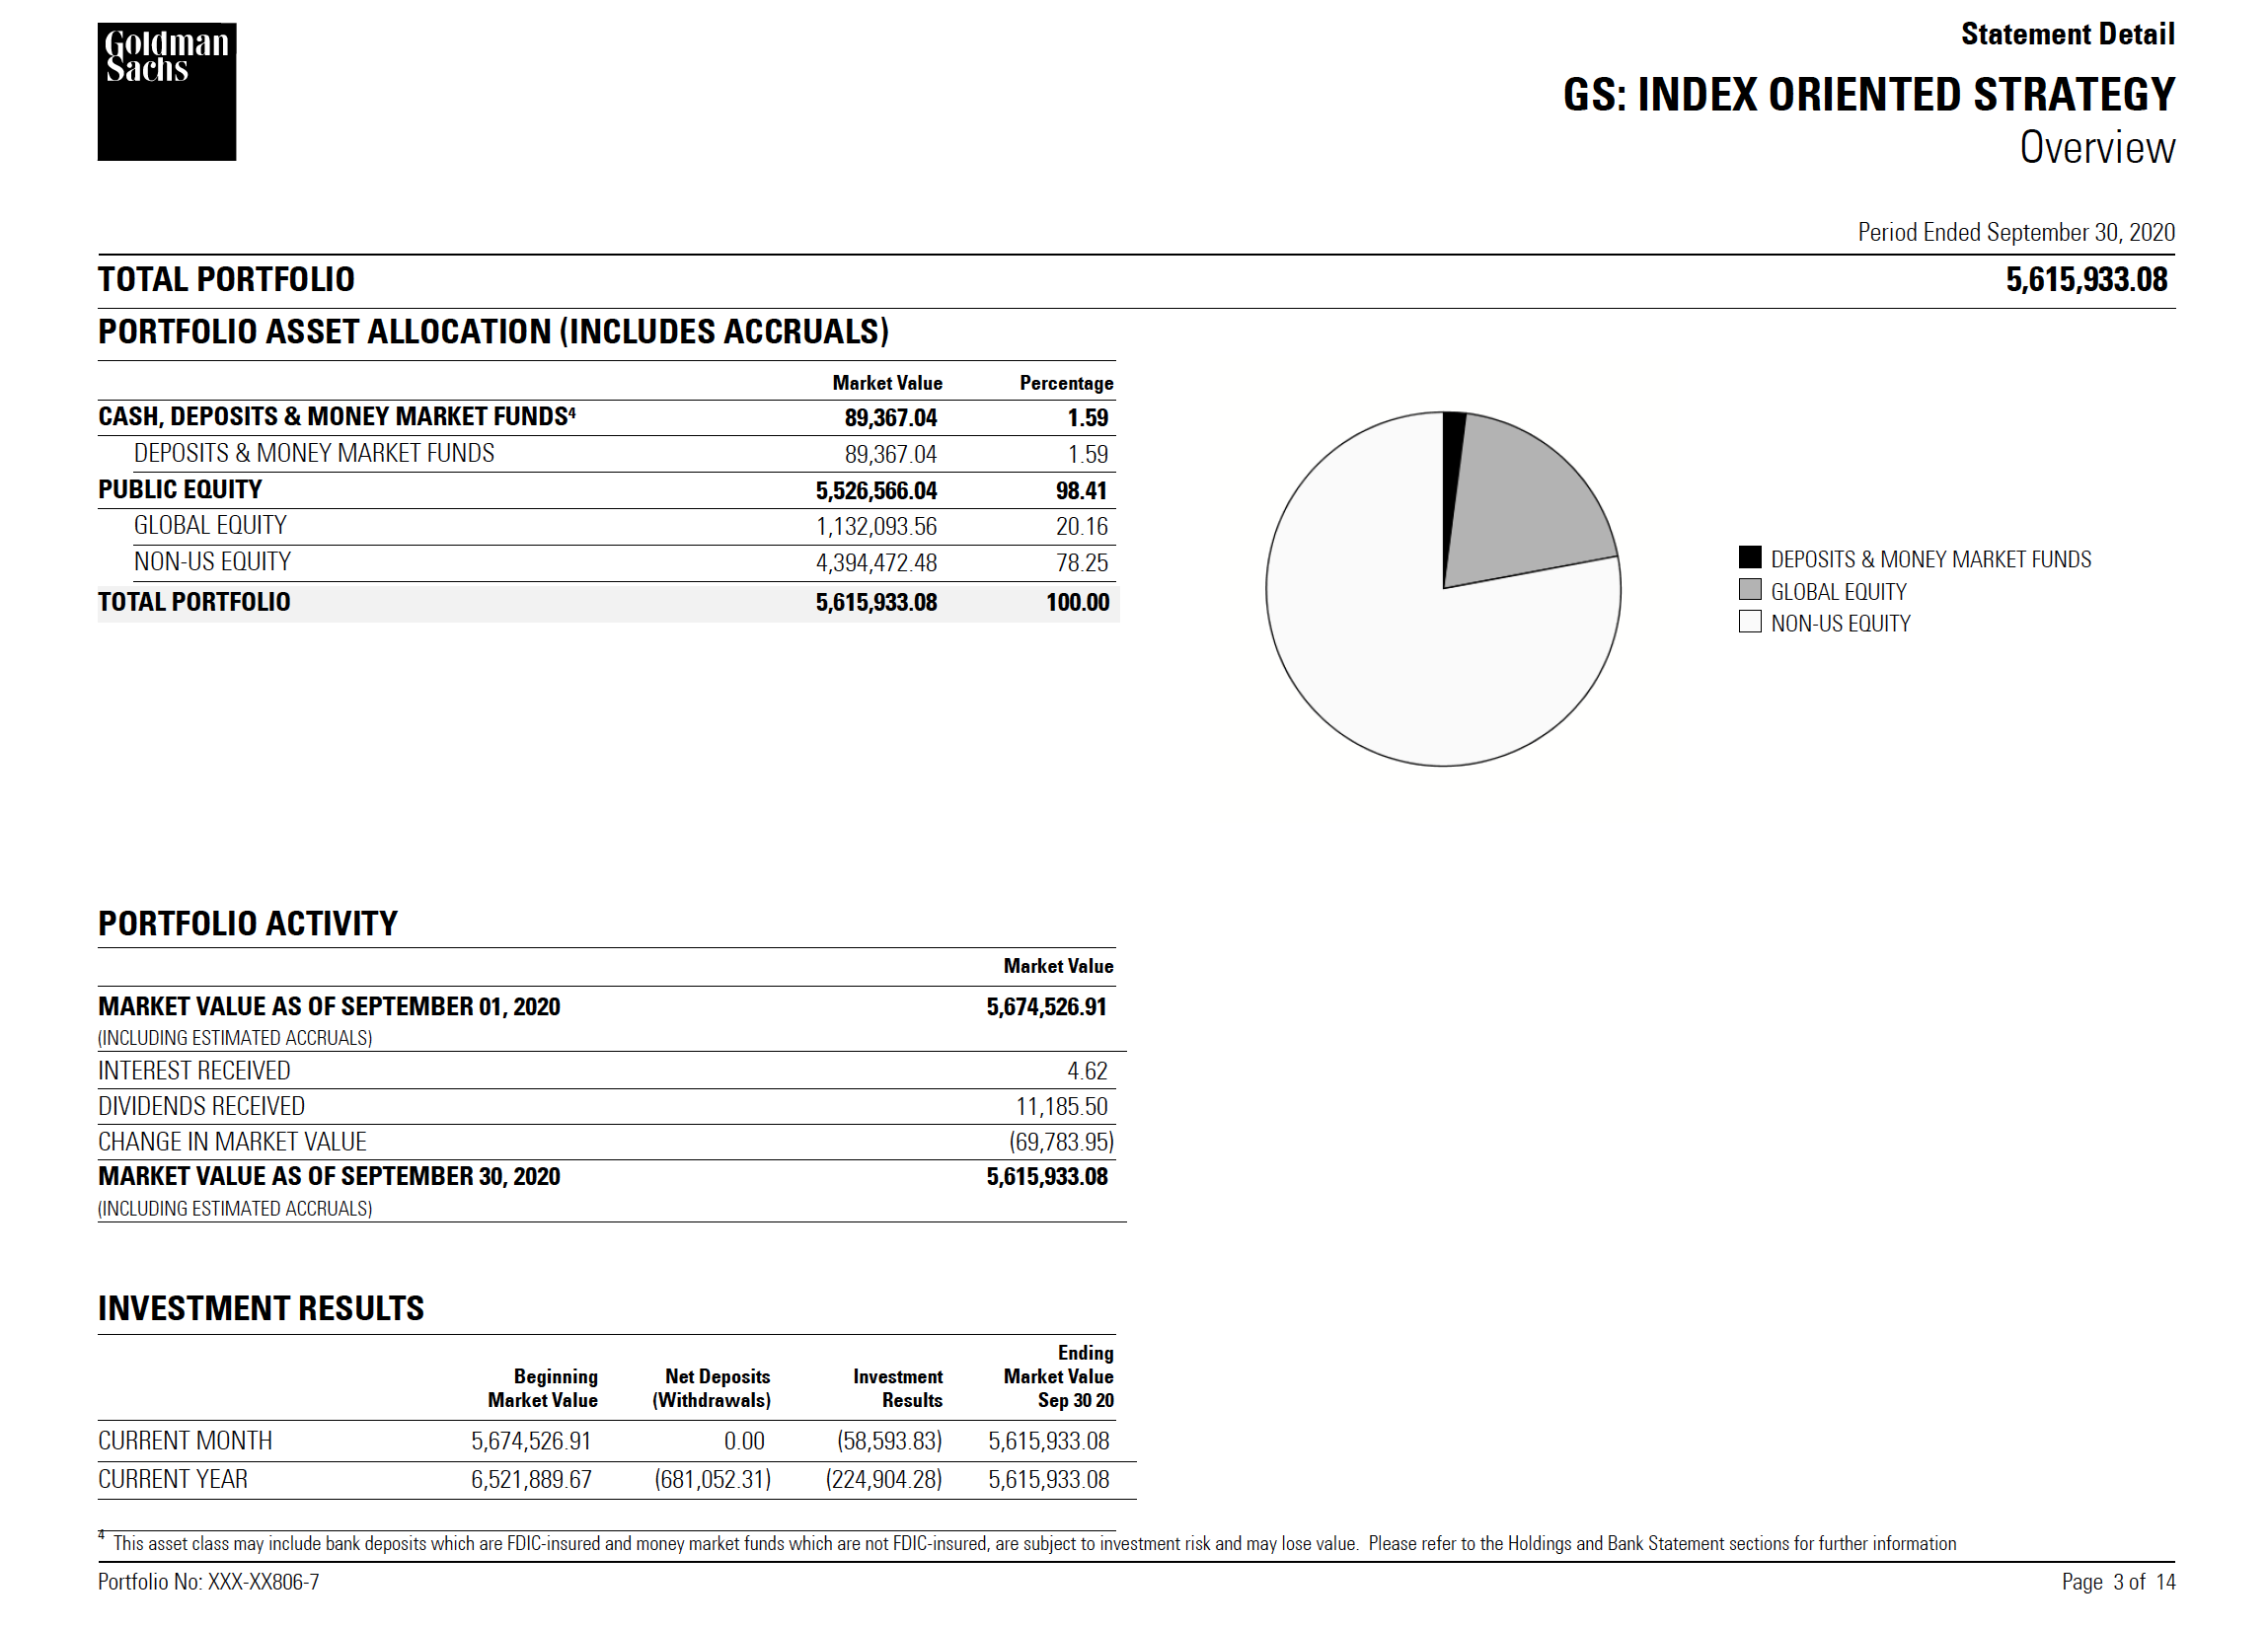 Goldman
Sachs
Statement Detail
GS: INDEX ORIENTED STRATEGY
Overview
Period Ended September 30, 2020
TOTAL PORTFOLIO 5,615,933.08
PORTFOLIO ASSET ALLOCATION (INCLUDES ACCRUALS)
Market Value Percentage
CASH, DEPOSITS & MONEY MARKET FUNDS⁴ 89,367.04 1.59
DEPOSITS & MONEY MARKET FUNDS 89,367.04 1.59
PUBLIC EQUITY 5,526,566.04 98.41
GLOBAL EQUITY 1,132,093.56 20.16
NON-US EQUITY 4,394,472.48 78.25
TOTAL PORTFOLIO 5,615,933.08 100.00
DEPOSITS & MONEY MARKET FUNDS
GLOBAL EQUITY
NON-US EQUITY
PORTFOLIO ACTIVITY
Market Value
MARKET VALUE AS OF SEPTEMBER 01, 2020 5,674,526.91
(INCLUDING ESTIMATED ACCRUALS)
INTEREST RECEIVED 4.62
DIVIDENDS RECEIVED 11,185.50
CHANGE IN MARKET VALUE (69,783.95)
MARKET VALUE AS OF SEPTEMBER 30, 2020 5,615,933.08
(INCLUDING ESTIMATED ACCRUALS)
INVESTMENT RESULTS
Ending
Beginning Net Deposits Investment Market Value
Market Value (Withdrawals) Results Sep 30 20
CURRENT MONTH 5,674,526.91 0.00 (58,593.83) 5,615,933.08
CURRENT YEAR 6,521,889.67 (681,052.31) (224,904.28) 5,615,933.08
⁴ This asset class may include bank deposits which are FDIC-insured and money market funds which are not FDIC-insured, are subject to investment risk and may lose value. Please refer to the Holdings and Bank Statement sections for further information
Portfolio No: XXX-XX806-7 Page 3 of 14